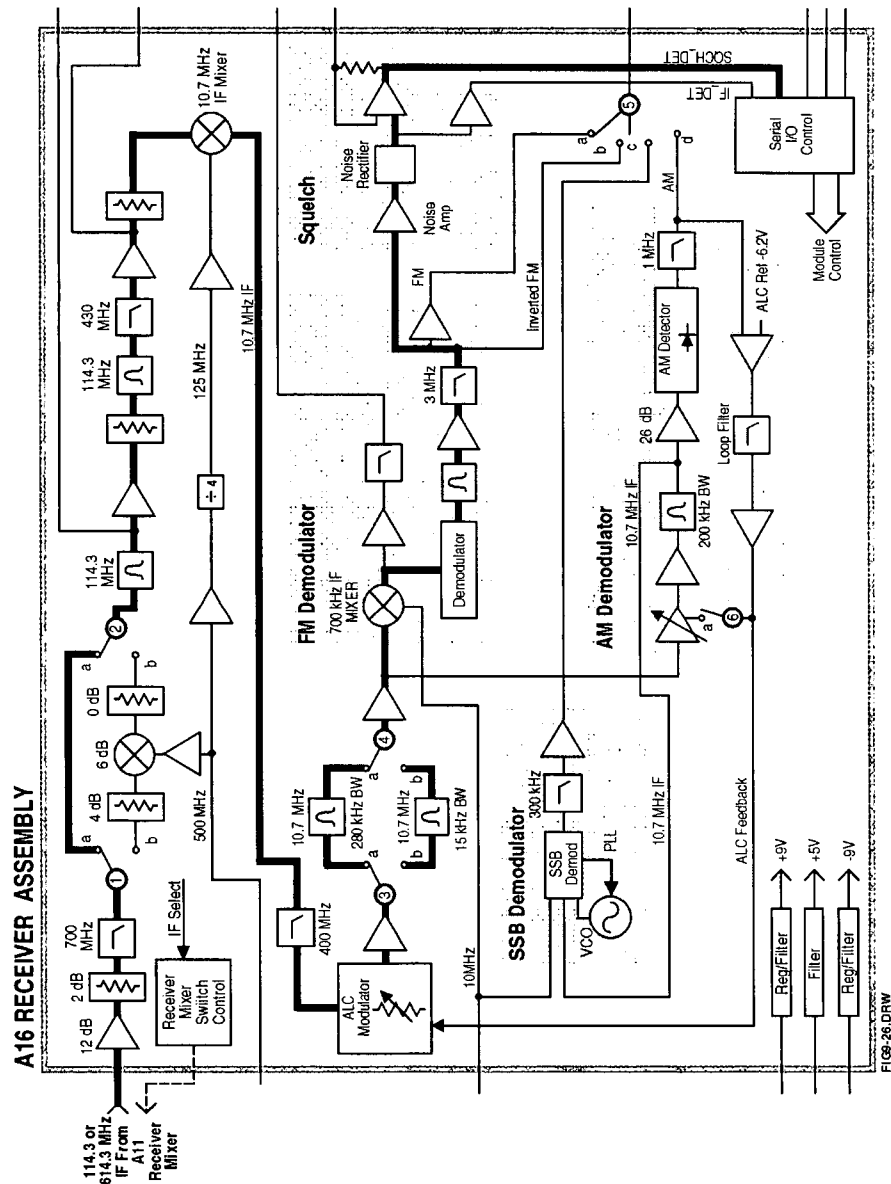 A16 RECEIVER ASSEMBLY
114.3 or
614.3 MHz
IF From
A11
Receiver
Mixer
12 dB
2 dB
700
MHz
1
a
b
4 dB
6 dB
0 dB
a
b
2
114.3
MHz
114.3
MHz
430
MHz
10.7 MHz
IF Mixer
Receiver
Mixer
Switch
Control
IF Select
500 MHz
÷ 4
125 MHz
10.7 MHz IF
400 MHz
ALC
Modulator
3
a
b
10.7 MHz
280 kHz BW
10.7 MHz
15 kHz BW
a
b
4
FM Demodulator
700 kHz IF
MIXER
Demodulator
3 MHz
FM
Inverted FM
Squelch
Noise
Amp
Noise
Rectifier
SQCH_DET
IF_DET
5
a
b
c
d
10MHz
SSB Demodulator
SSB
Demod
VCO
PLL
300 kHz
10.7 MHz IF
AM Demodulator
a
6
10.7 MHz IF
200 kHz BW
26 dB
AM Detector
1 MHz
AM
ALC Ref -6.2V
Loop Filter
ALC Feedback
Serial
I/O
Control
Module
Control
Reg/Filter
+9V
Filter
+5V
Reg/Filter
-9V
FIG9-26.DRW